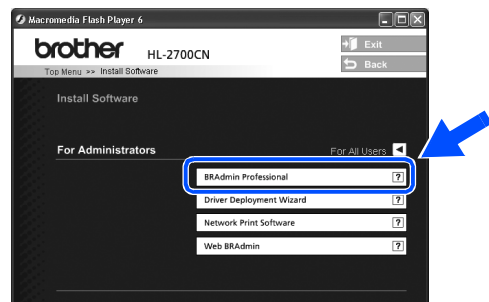 Macromedia Flash Player 6
brother HL-2700CN
Exit
Back
Top Menu >> Install Software
Install Software
For Administrators
For All Users
BRAdmin Professional ?
Driver Deployment Wizard ?
Network Print Software ?
Web BRAdmin ?